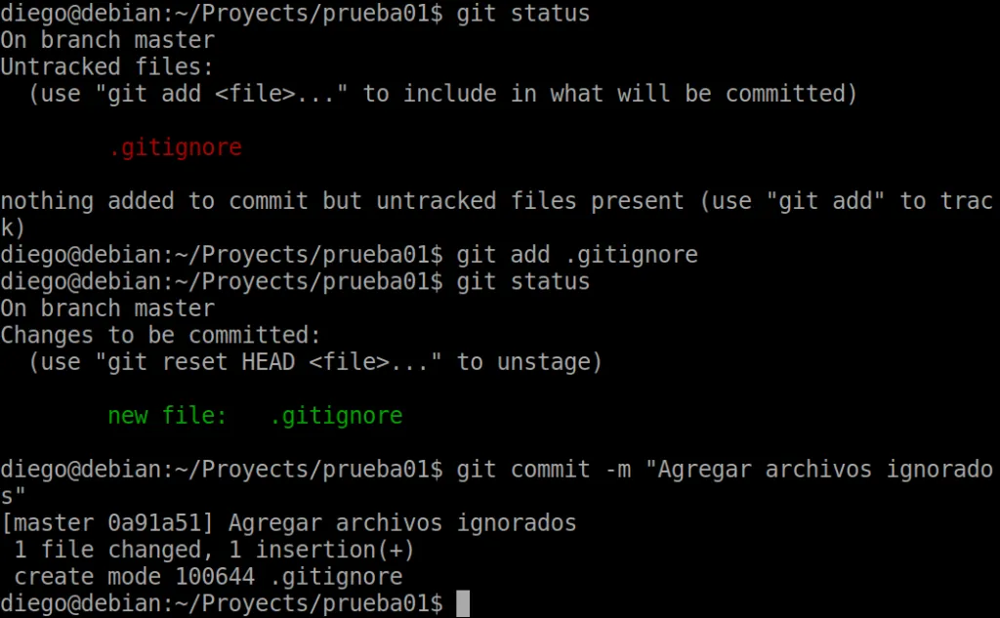 diego@debian:~/Proyects/prueba01$ git status
On branch master
Untracked files:
  (use "git add <file>..." to include in what will be committed)
        .gitignore
nothing added to commit but untracked files present (use "git add" to trac
k)
diego@debian:~/Proyects/prueba01$ git add .gitignore
diego@debian:~/Proyects/prueba01$ git status
On branch master
Changes to be committed:
  (use "git reset HEAD <file>..." to unstage)
        new file:   .gitignore
diego@debian:~/Proyects/prueba01$ git commit -m "Agregar archivos ignorado
s"
[master 0a91a51] Agregar archivos ignorados
 1 file changed, 1 insertion(+)
 create mode 100644 .gitignore
diego@debian:~/Proyects/prueba01$